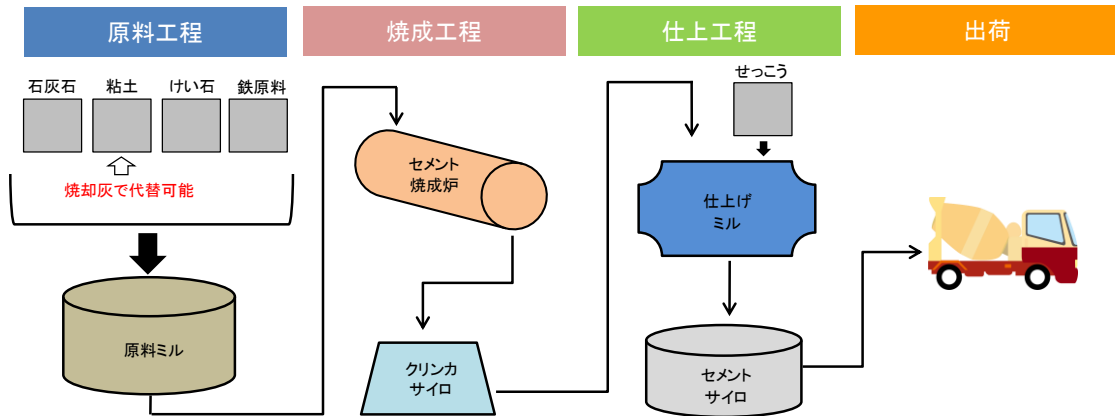 原料工程
焼成工程
仕上工程
出荷
石灰石
粘土
けい石
鉄原料
焼却灰で代替可能
原料ミル
セメント
焼成炉
クリンカ
サイロ
せっこう
仕上げ
ミル
セメント
サイロ